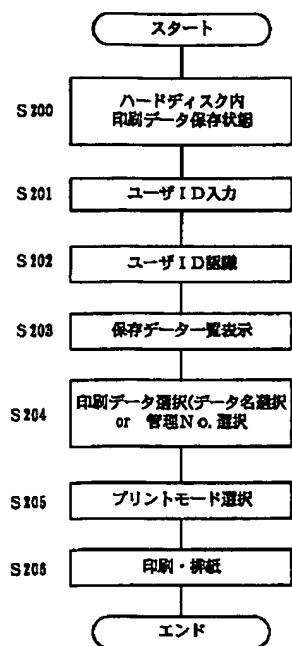 スタート
S200
ハードディスク内
印刷データ保存状態
S201
ユーザID入力
S202
ユーザID認識
S203
保存データ一覧表示
S204
印刷データ選択(データ名選択
or 管理No.選択
S205
プリントモード選択
S206
印刷・排紙
エンド